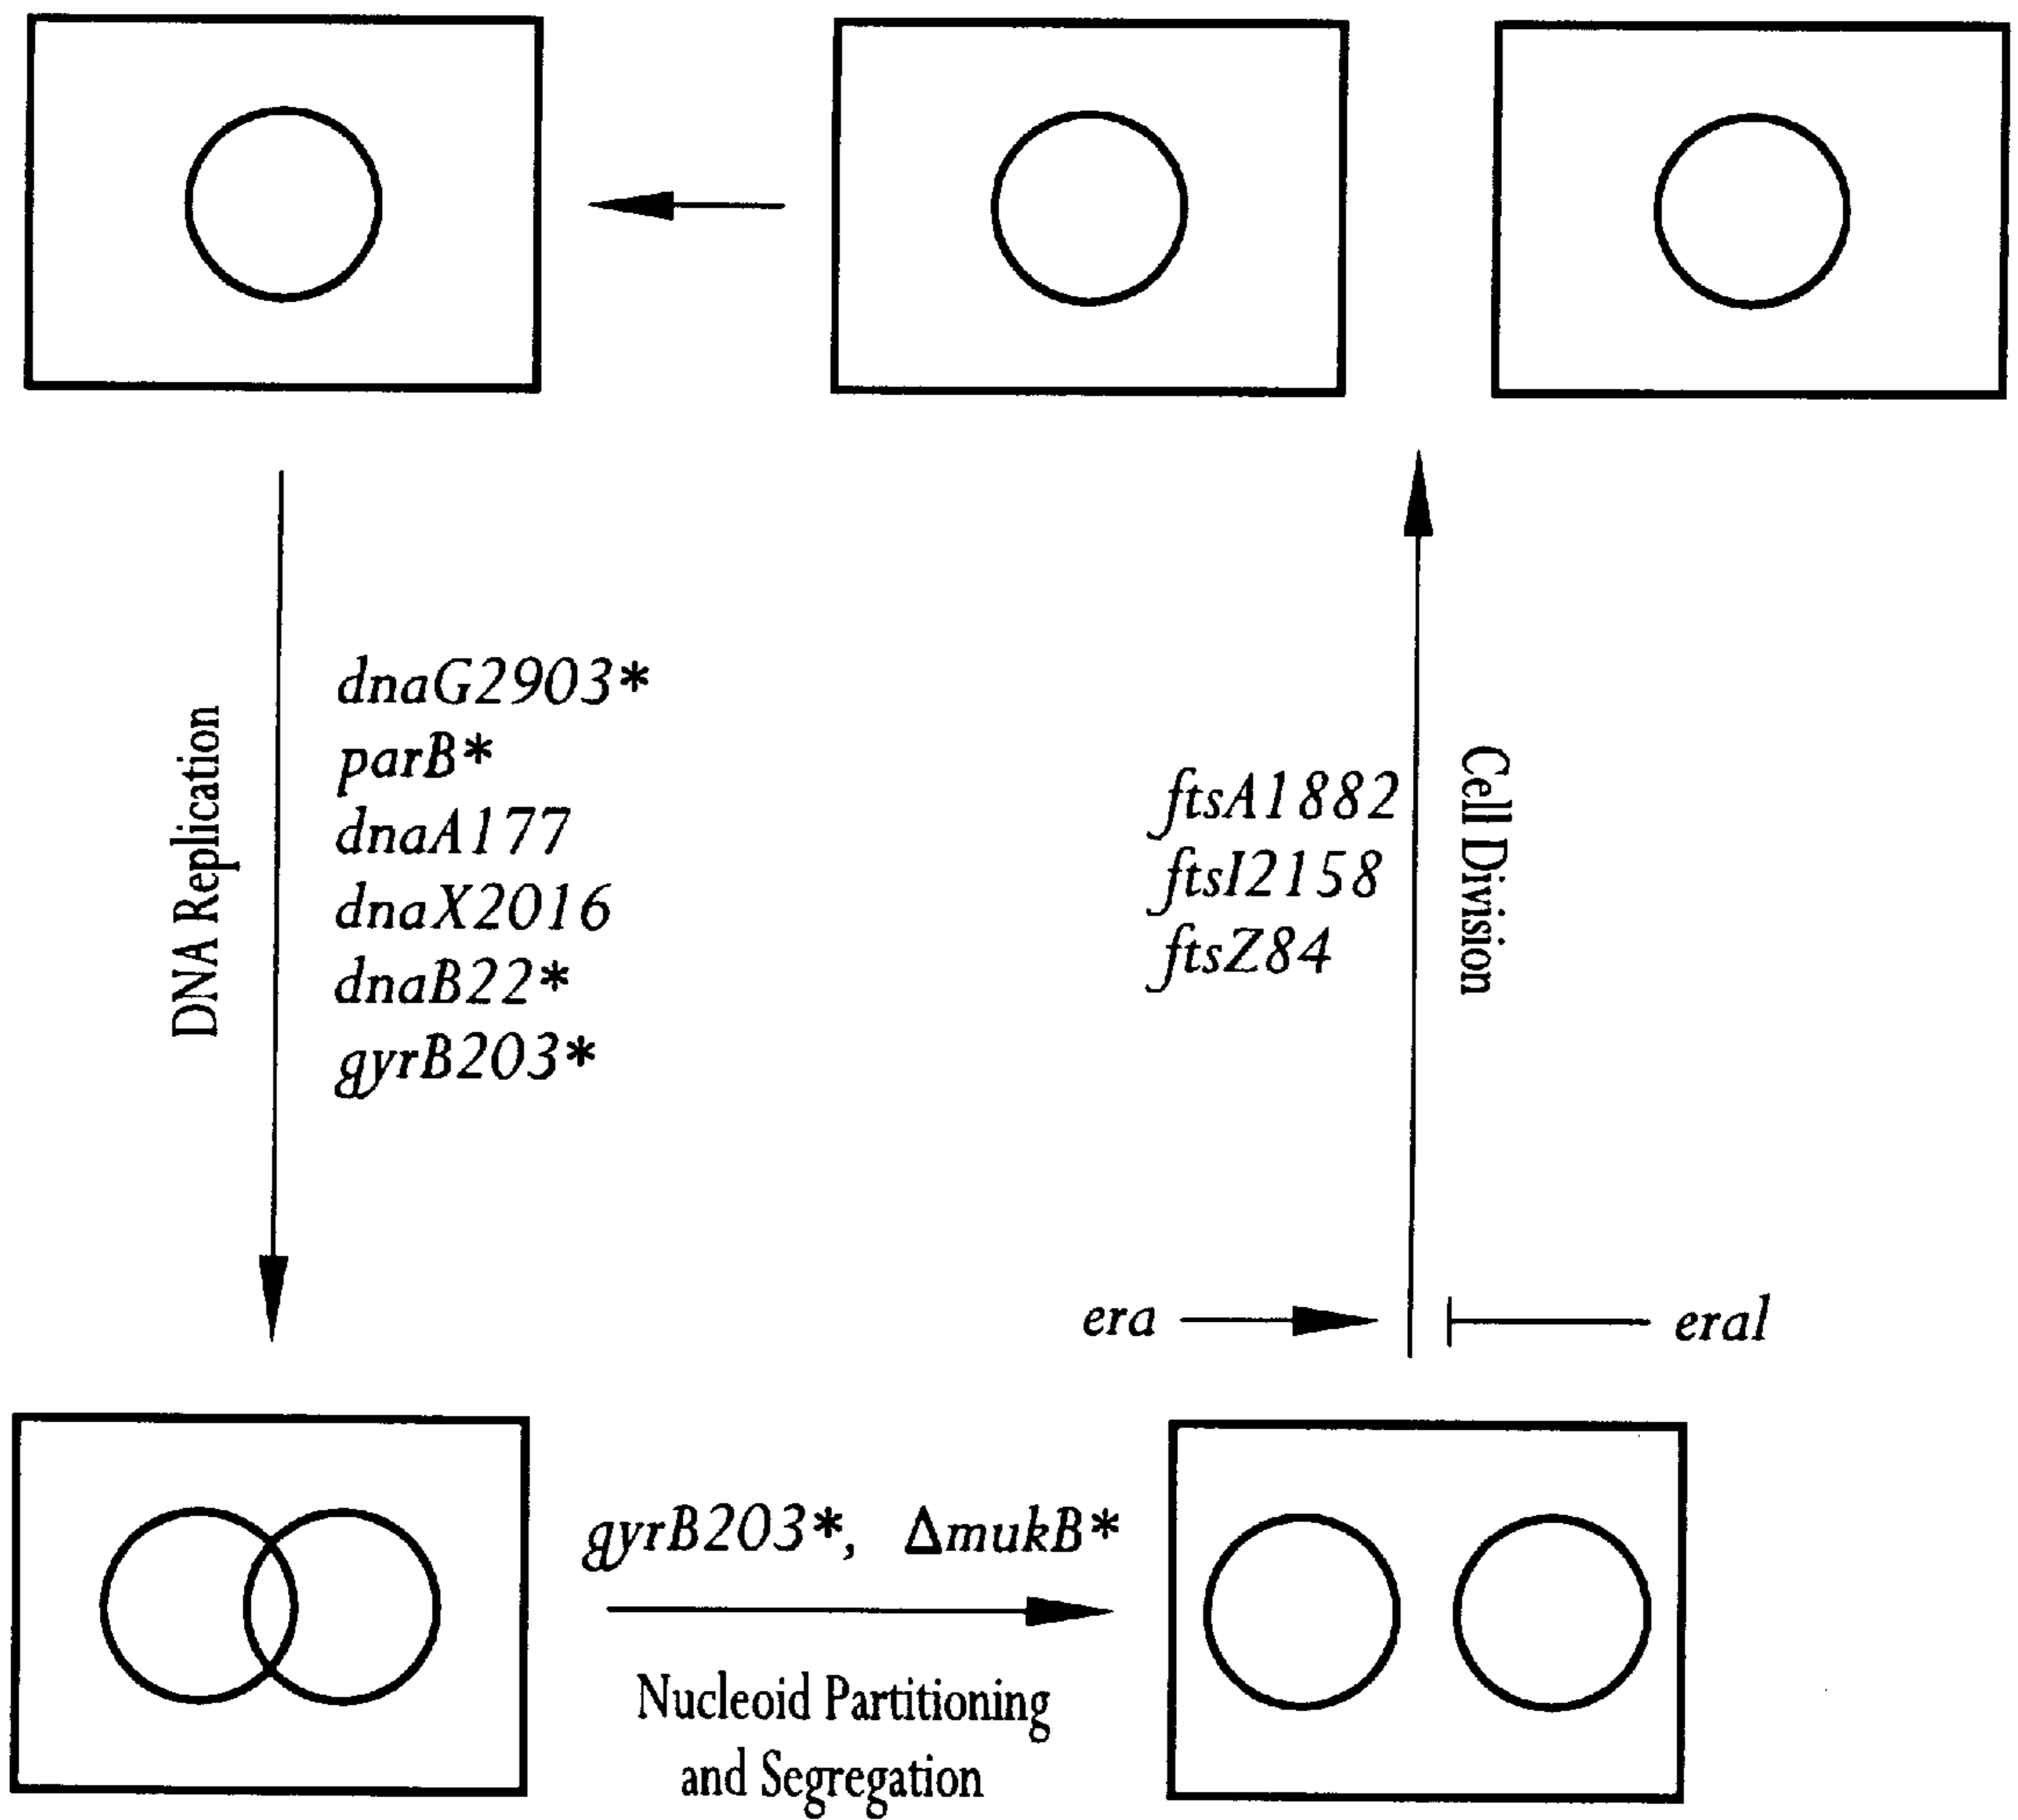 DNA Replication
dnaG2903*
parB*
dnaA177
dnaX2016
dnaB22*
gyrB203*
ftsA1882
ftsI2158
ftsZ84
Cell Division
era
eral
gyrB203*, ΔmukB*
Nucleoid Partitioning
and Segregation